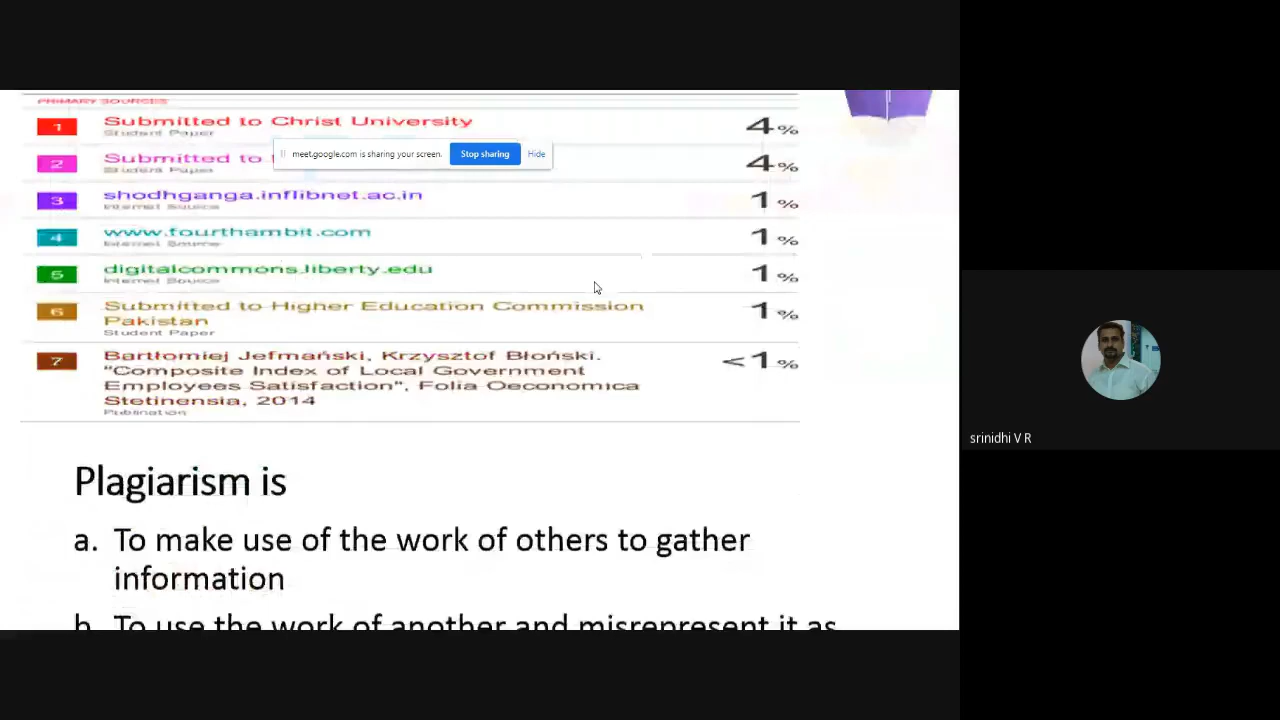 PRIMARY SOURCES
1 Submitted to Christ University 4%
Student Paper
meet.google.com is sharing your screen. Stop sharing Hide
2 Submitted to 4%
Student Paper
3 shodhganga.inflibnet.ac.in 1%
Internet Source
4 www.fourthambit.com 1%
Internet Source
5 digitalcommons.liberty.edu 1%
Internet Source
6 Submitted to Higher Education Commission 1%
Pakistan
Student Paper
7 Bartłomiej Jefmański, Krzysztof Błoński. <1%
"Composite Index of Local Government
Employees Satisfaction", Folia Oeconomica
Stetinensia, 2014
Publication
srinidhi V R
Plagiarism is
a. To make use of the work of others to gather
information
b. To use the work of another and misrepresent it as